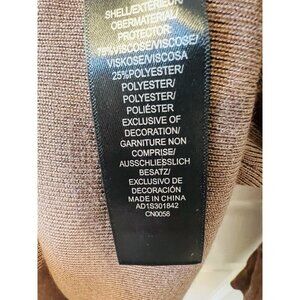 SHELL/EXTERIEUR/
OBERMATERIAL/
PROTECTOR:
75%VISCOSE/VISCOSE/
VISKOSE/VISCOSA
25%POLYESTER/
POLYESTER/
POLYESTER/
POLIÉSTER
EXCLUSIVE OF
DECORATION/
GARNITURE NON
COMPRISE/
AUSSCHLIESSLICH
BESATZ/
EXCLUSIVO DE
DECORACIÓN
MADE IN CHINA
AD1S301842
CN0058